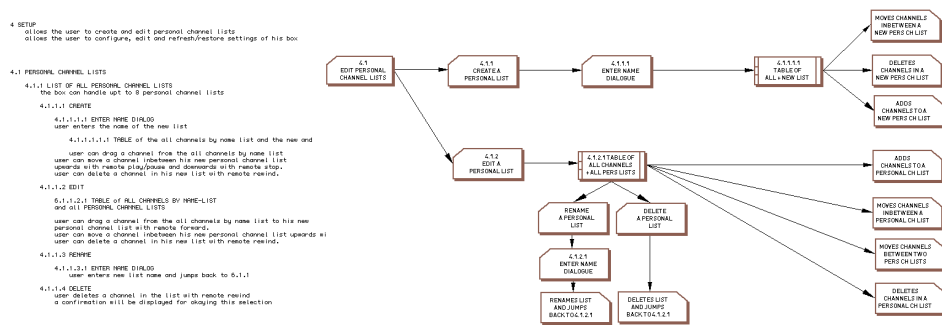 4 SETUP
allows the user to create and edit personal channel lists
allows the user to configure, edit and refresh/restore settings of his box
4.1 PERSONAL CHANNEL LISTS
4.1.1 LIST OF ALL PERSONAL CHANNEL LISTS
the box can handle upt to 8 personal channel lists
4.1.1.1 CREATE
4.1.1.1.1 ENTER NAME DIALOG
user enters the name of the new list
4.1.1.1.1.1 TABLE of the all channels by name list and the new and
user can drag a channel from the all channels by name list
user can move a channel inbetween his new personal channel list
upwards with remote play/pause and downwards with remote stop.
user can delete a channel in his new list with remote rewind.
4.1.1.2 EDIT
6.1.1.2.1 TABLE of ALL CHANNELS BY NAME-LIST
and all PERSONAL CHANNEL LISTS
user can drag a channel from the all channels by name list to his new
personal channel list with remote forward.
user can move a channel inbetween his new personal channel list upwards wi
user can delete a channel in his new list with remote rewind.
4.1.1.3 RENAME
4.1.1.3.1 ENTER NAME DIALOG
user enters new list name and jumps back to 6.1.1
4.1.1.4 DELETE
user deletes a channel in the list with remote rewind
a confirmation will be displayed for okaying this selection
4.1
EDIT PERSONAL
CHANNEL LISTS
4.1.1
CREATE A
PERSONAL LIST
4.1.1.1
ENTER NAME
DIALOGUE
4.1.1.1.1
TABLE OF
ALL + NEW LIST
MOVES CHANNELS
INBETWEEN A
NEW PERS CH LIST
DELETES
CHANNELS IN A
NEW PERS CH LIST
ADDS
CHANNELS TO A
NEW PERS CH LIST
4.1.2
EDIT A
PERSONAL LIST
4.1.2.1 TABLE OF
ALL CHANNELS
+ ALL PERS LISTS
RENAME
A PERSONAL
LIST
DELETE
A PERSONAL
LIST
4.1.2.1
ENTER NAME
DIALOGUE
RENAMES LIST
AND JUMPS
BACK TO 4.1.2.1
DELETES LIST
AND JUMPS
BACK TO 4.1.2.1
ADDS
CHANNELS TO A
PERSONAL CH LIST
MOVES CHANNELS
INBETWEEN A
PERSONAL CH LIST
MOVES CHANNELS
BETWEEN TWO
PERS CH LISTS
DELETES
CHANNELS IN A
PERSONAL CH LIST